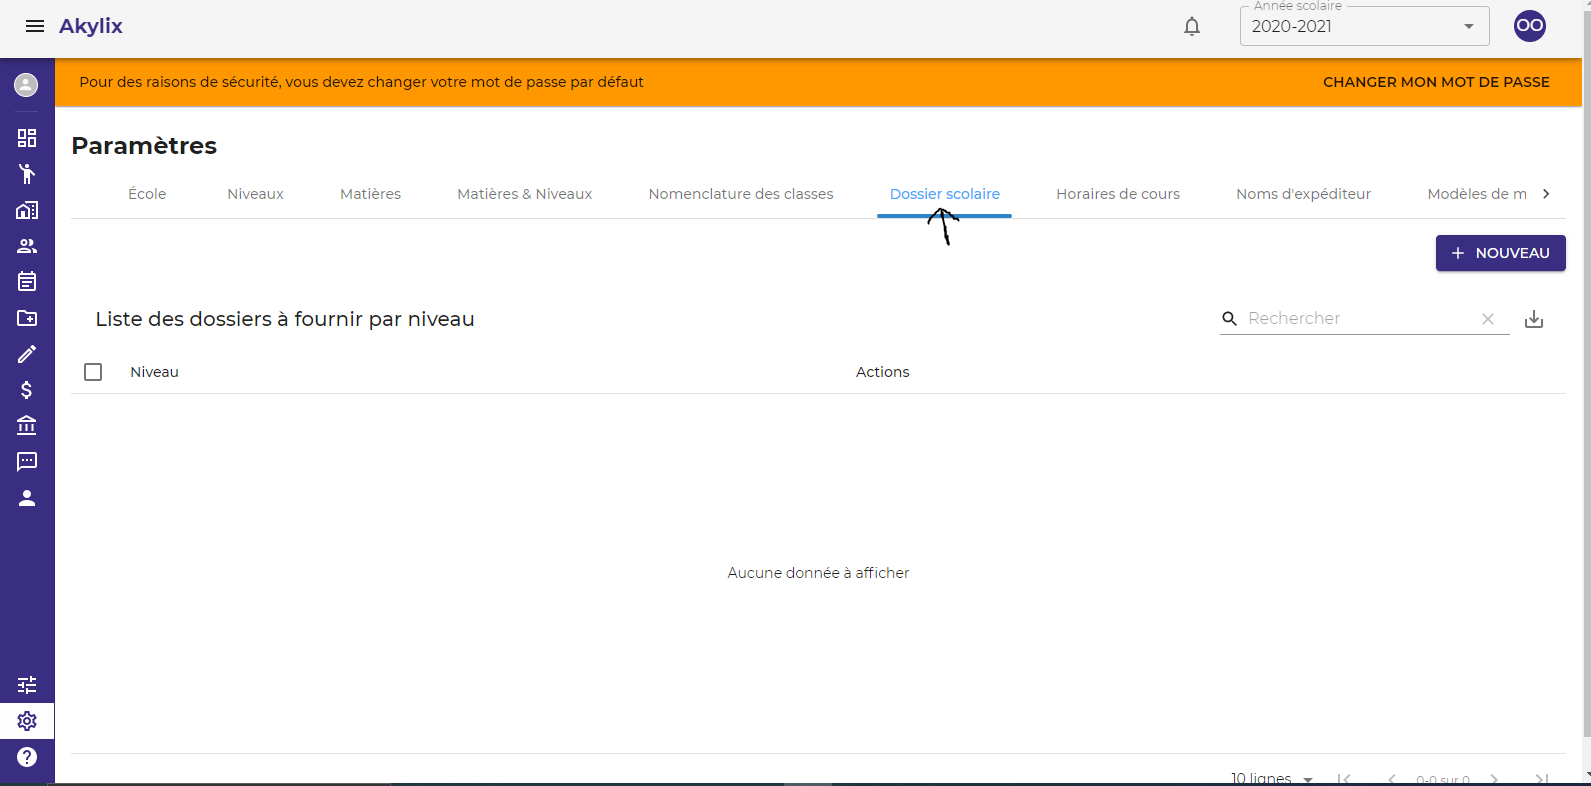 Akylix
Année scolaire
2020-2021
OO
Pour des raisons de sécurité, vous devez changer votre mot de passe par défaut
CHANGER MON MOT DE PASSE
Paramètres
École Niveaux Matières Matières & Niveaux Nomenclature des classes Dossier scolaire Horaires de cours Noms d'expéditeur Modèles de m
+ NOUVEAU
Liste des dossiers à fournir par niveau
Rechercher
Niveau Actions
Aucune donnée à afficher
10 lignes 0-0 sur 0